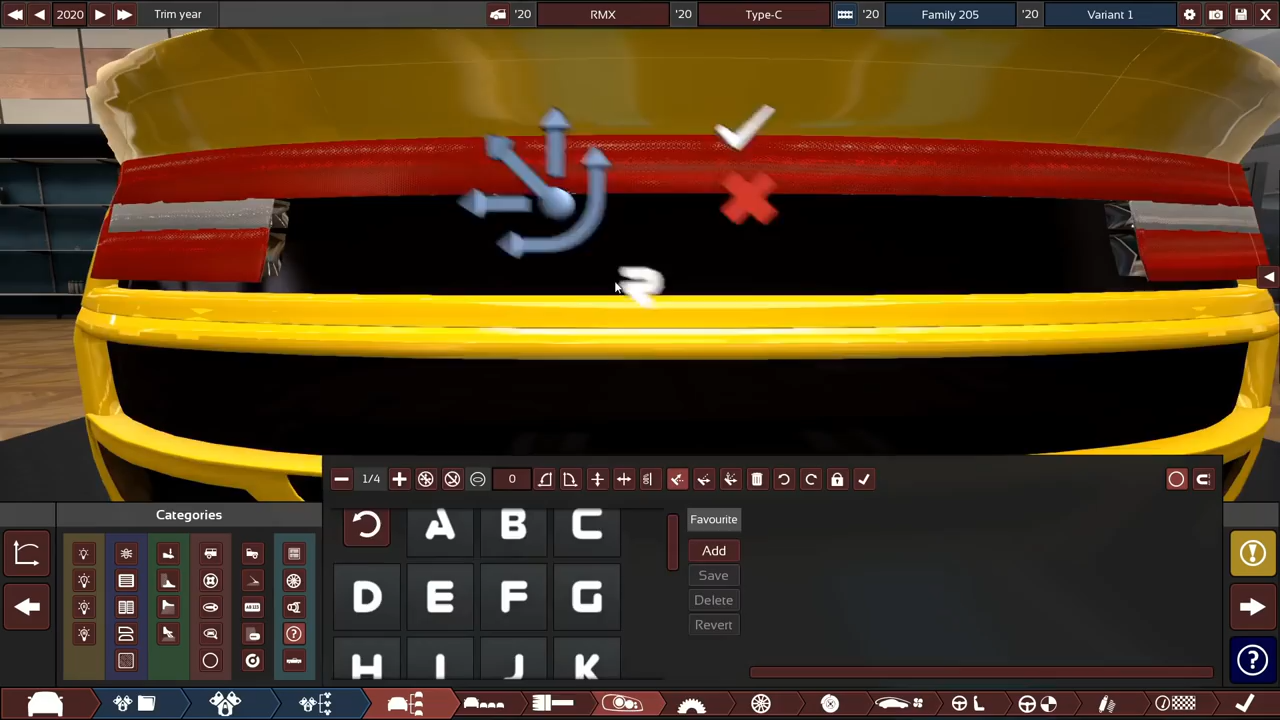 2020 Trim year '20 RMX '20 Type-C '20 Family 205 '20 Variant 1
R
1/4 0
Categories
A B C Favourite
Add
D E F G Save
Delete
Revert
H I J K